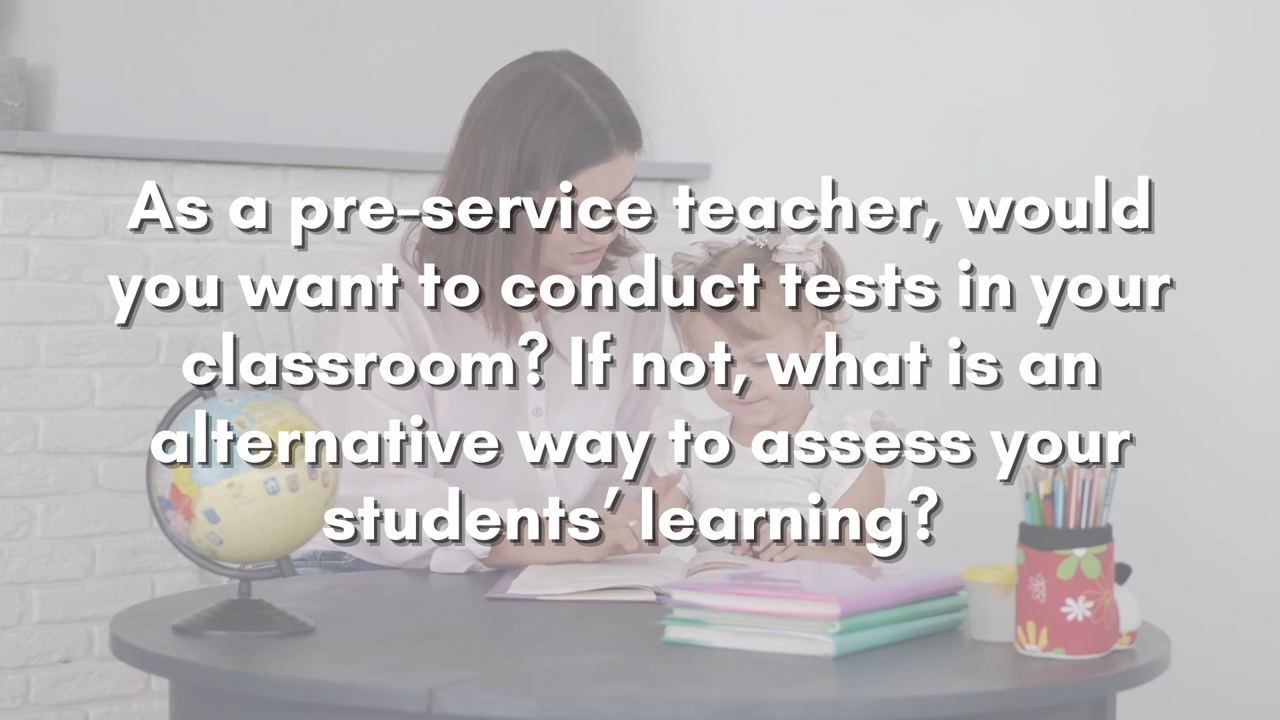 As a pre-service teacher, would
you want to conduct tests in your
classroom? If not, what is an
alternative way to assess your
students’ learning?